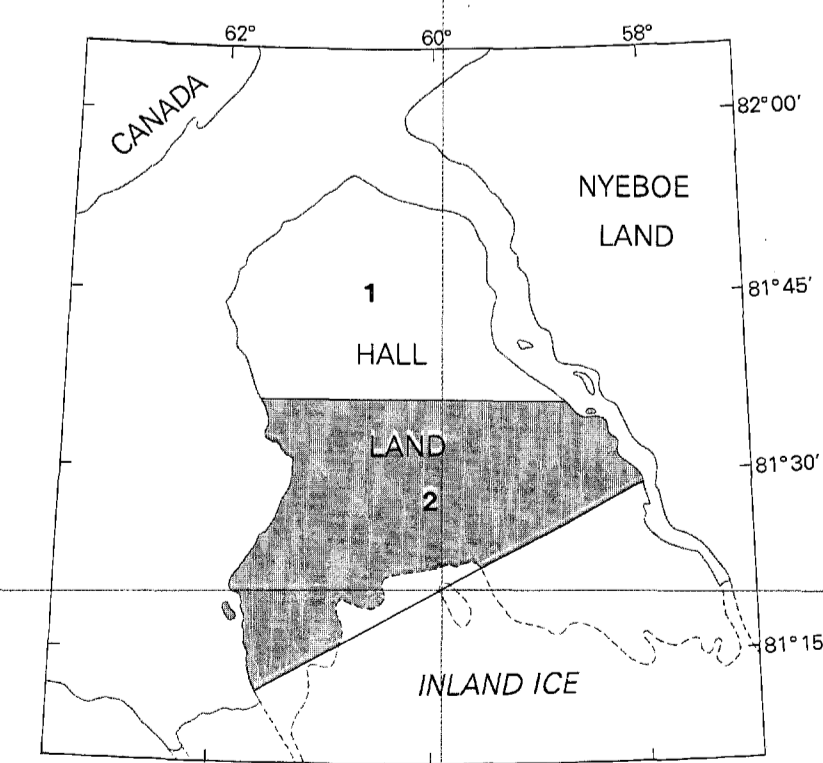 62° 60° 58°
CANADA
82°00'
NYEBOE
LAND
81°45'
1
HALL
LAND
81°30'
2
81°15
INLAND ICE